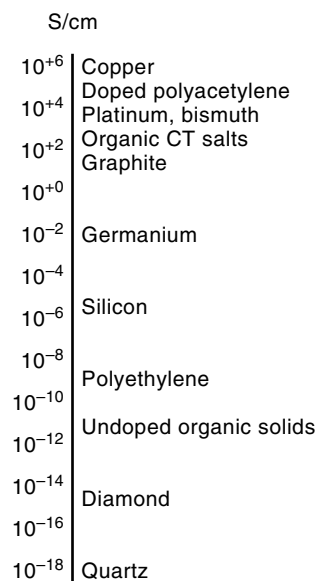 S/cm
10+6 Copper
Doped polyacetylene
10+4 Platinum, bismuth
10+2 Organic CT salts
Graphite
10+0
10−2 Germanium
10−4
Silicon
10−6
10−8
Polyethylene
10−10
Undoped organic solids
10−12
10−14
Diamond
10−16
10−18 Quartz